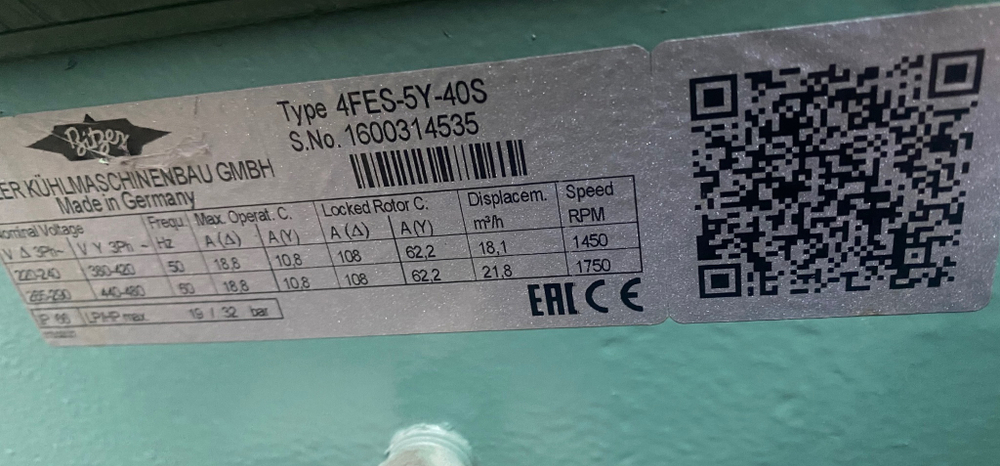 Bitzer
Type 4FES-5Y-40S
S.No. 1600314535
ER KÜHLMASCHINENBAU GMBH
Made in Germany
ominal Voltage Frequ. Max. Operat. C. Locked Rotor C. Displacem. Speed
V Δ 3Ph~ V Y 3Ph ~ Hz A (Δ) A(Y) A (Δ) A(Y) m³/h RPM
220-240 380-420 50 18,8 10,8 108 62,2 18,1 1450
265-290 440-480 60 18,8 10,8 108 62,2 21,8 1750
IP 66 LP/HP max. 19 / 32 bar
EAC CE